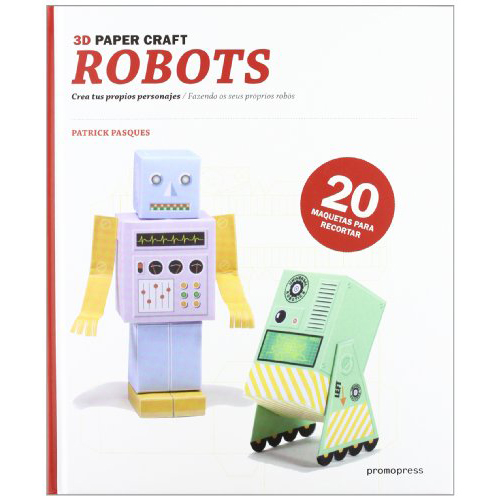 3D PAPER CRAFT
ROBOTS
Crea tus propios personajes / Fazendo os seus próprios robôs
PATRICK PASQUES
20
MAQUETAS PARA
RECORTAR
LEFT
promopress